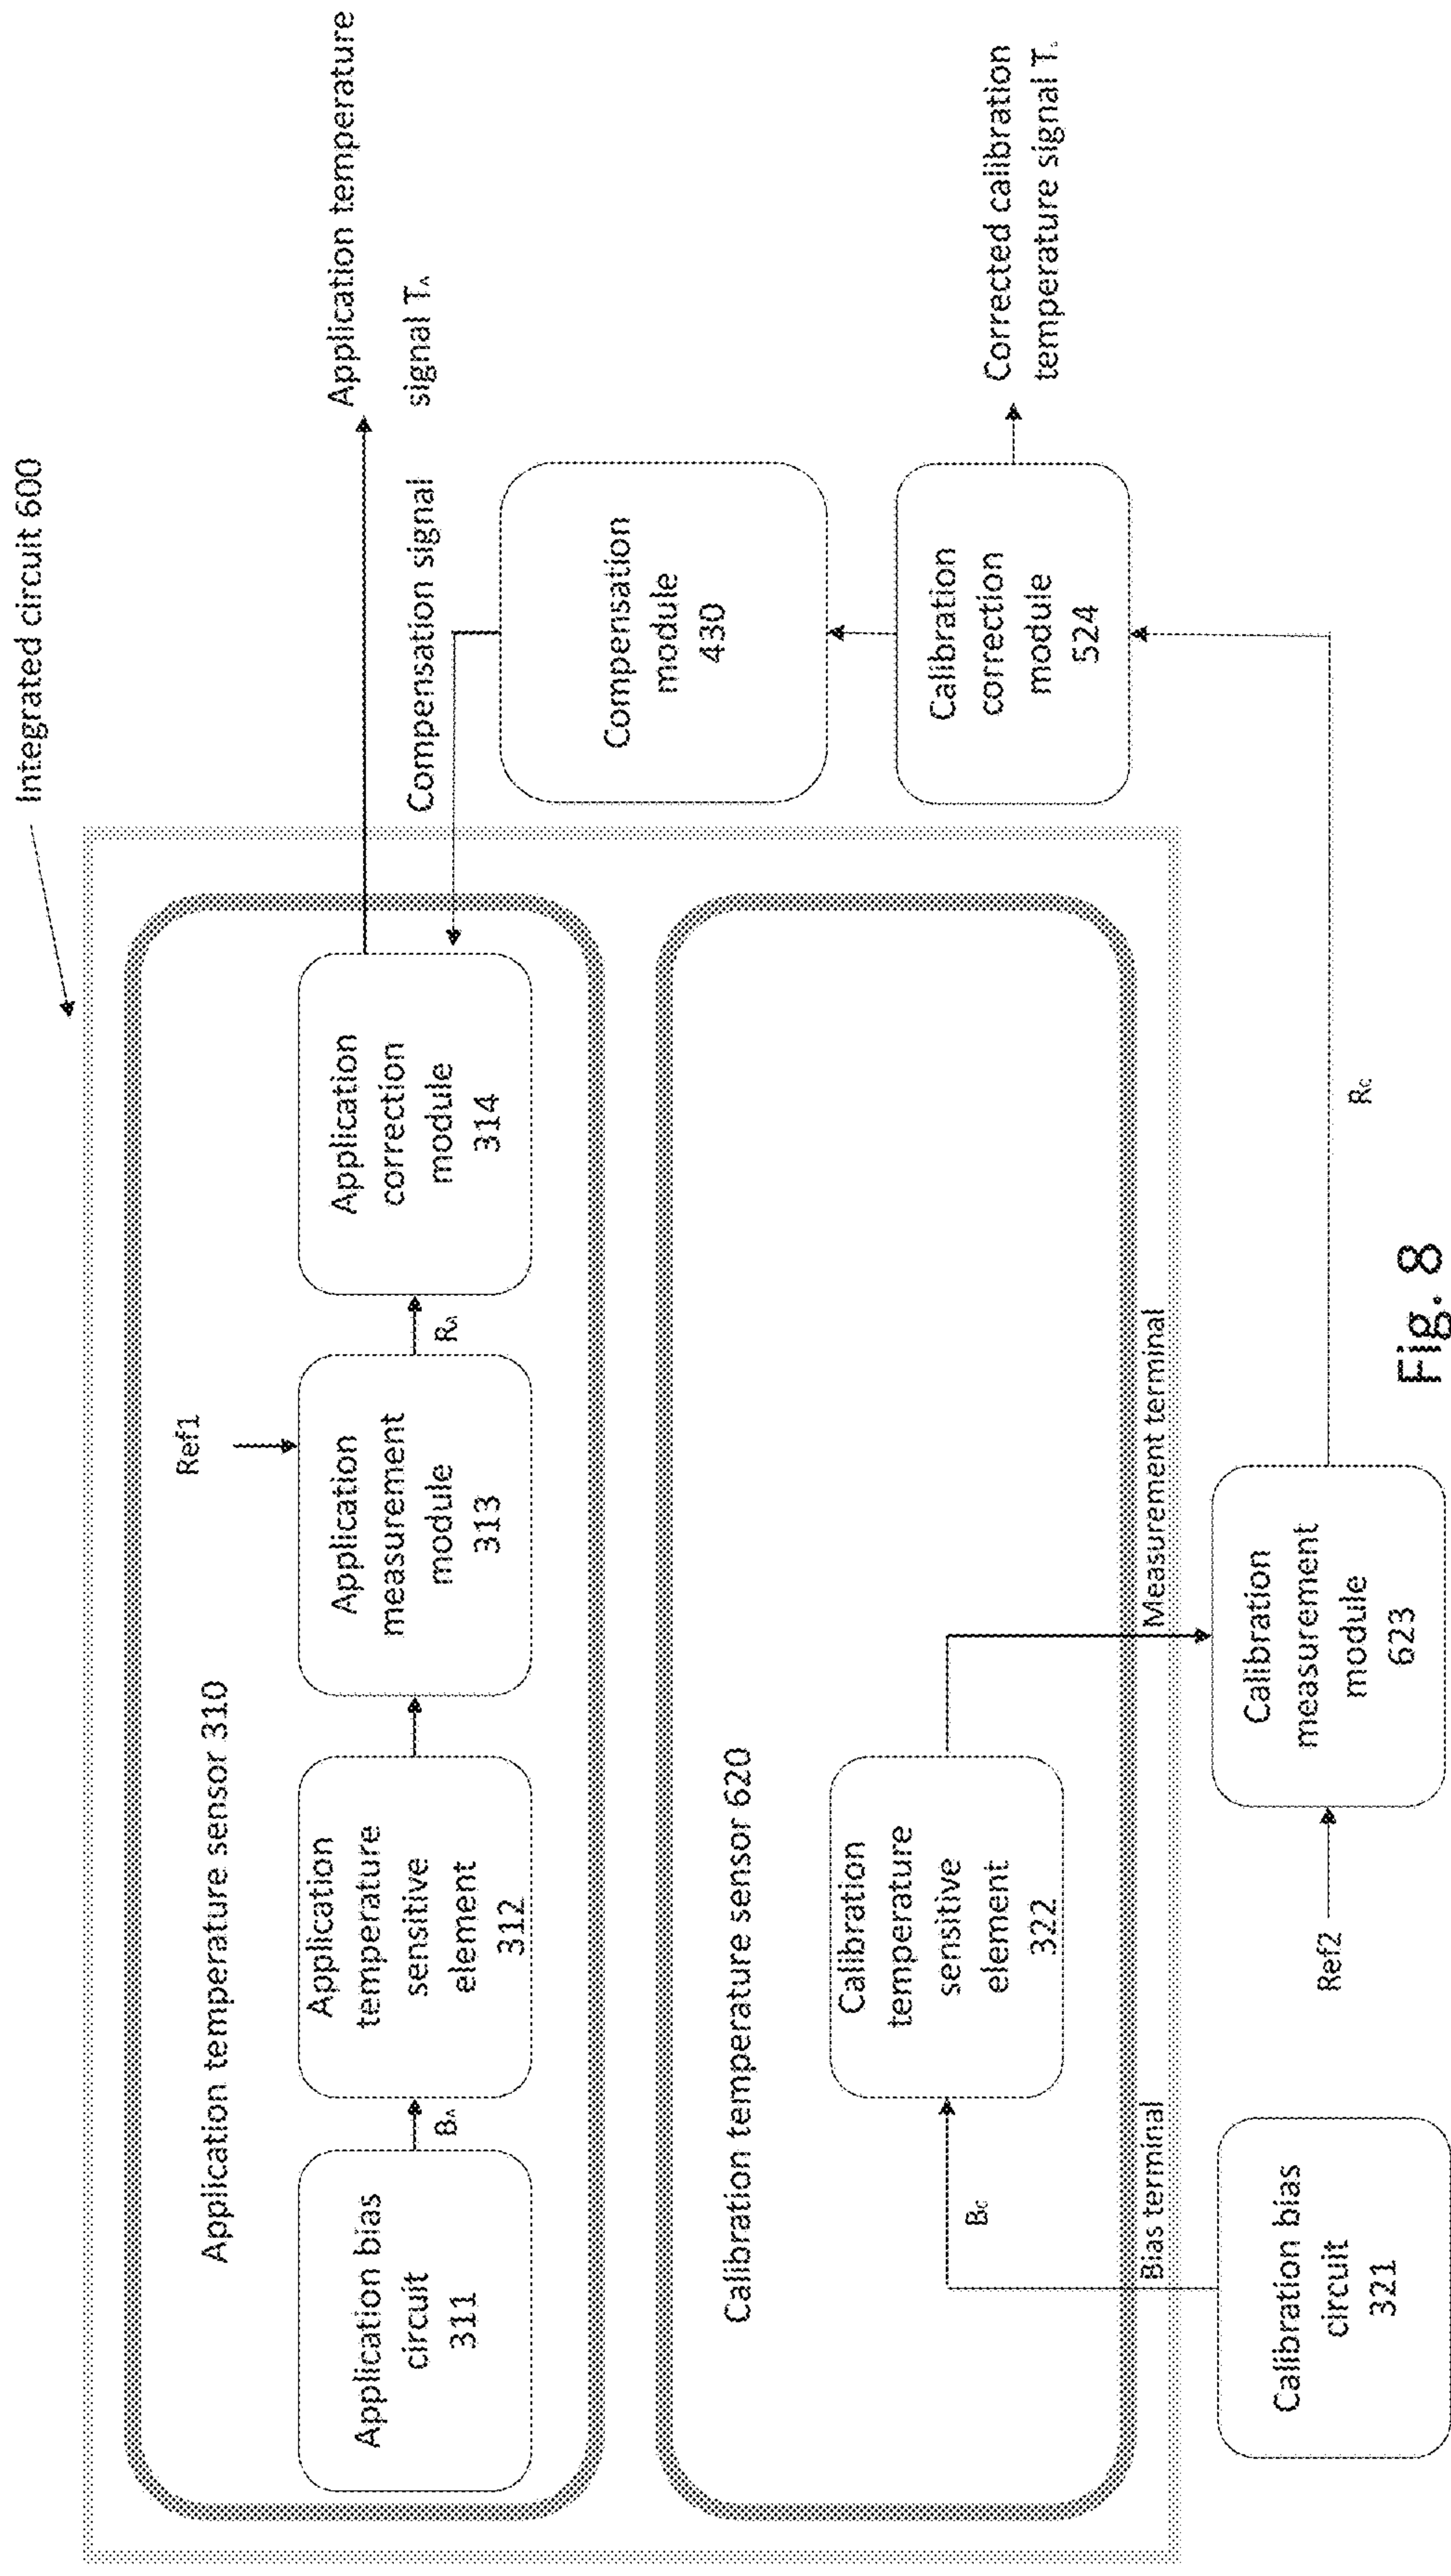 Integrated circuit 600
Application temperature sensor 310
Ref1
Application bias
circuit
311
BA
Application
temperature
sensitive
element
312
Application
measurement
module
313
RA
Application
correction
module
314
Application temperature
signal TA
Compensation signal
Compensation
module
430
Calibration temperature sensor 620
Calibration
temperature
sensitive
element
322
BC
Calibration
correction
module
524
Corrected calibration
temperature signal T
Bias terminal
Measurement terminal
Calibration bias
circuit
321
Ref2
Calibration
measurement
module
623
RC
Fig. 8